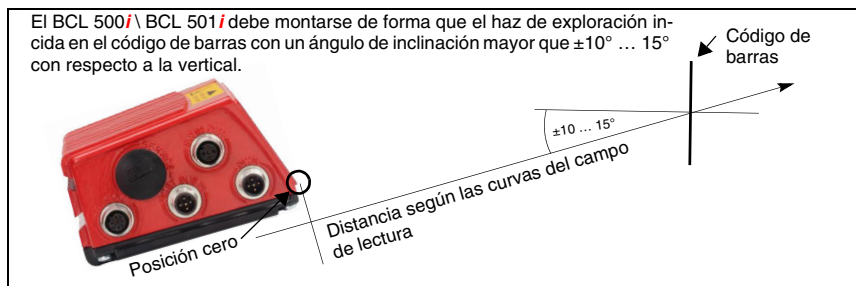 El BCL 500i \ BCL 501i debe montarse de forma que el haz de exploración in-
cida en el código de barras con un ángulo de inclinación mayor que ±10° … 15°
con respecto a la vertical.
Código de
barras
±10 … 15°
Distancia según las curvas del campo
de lectura
Posición cero